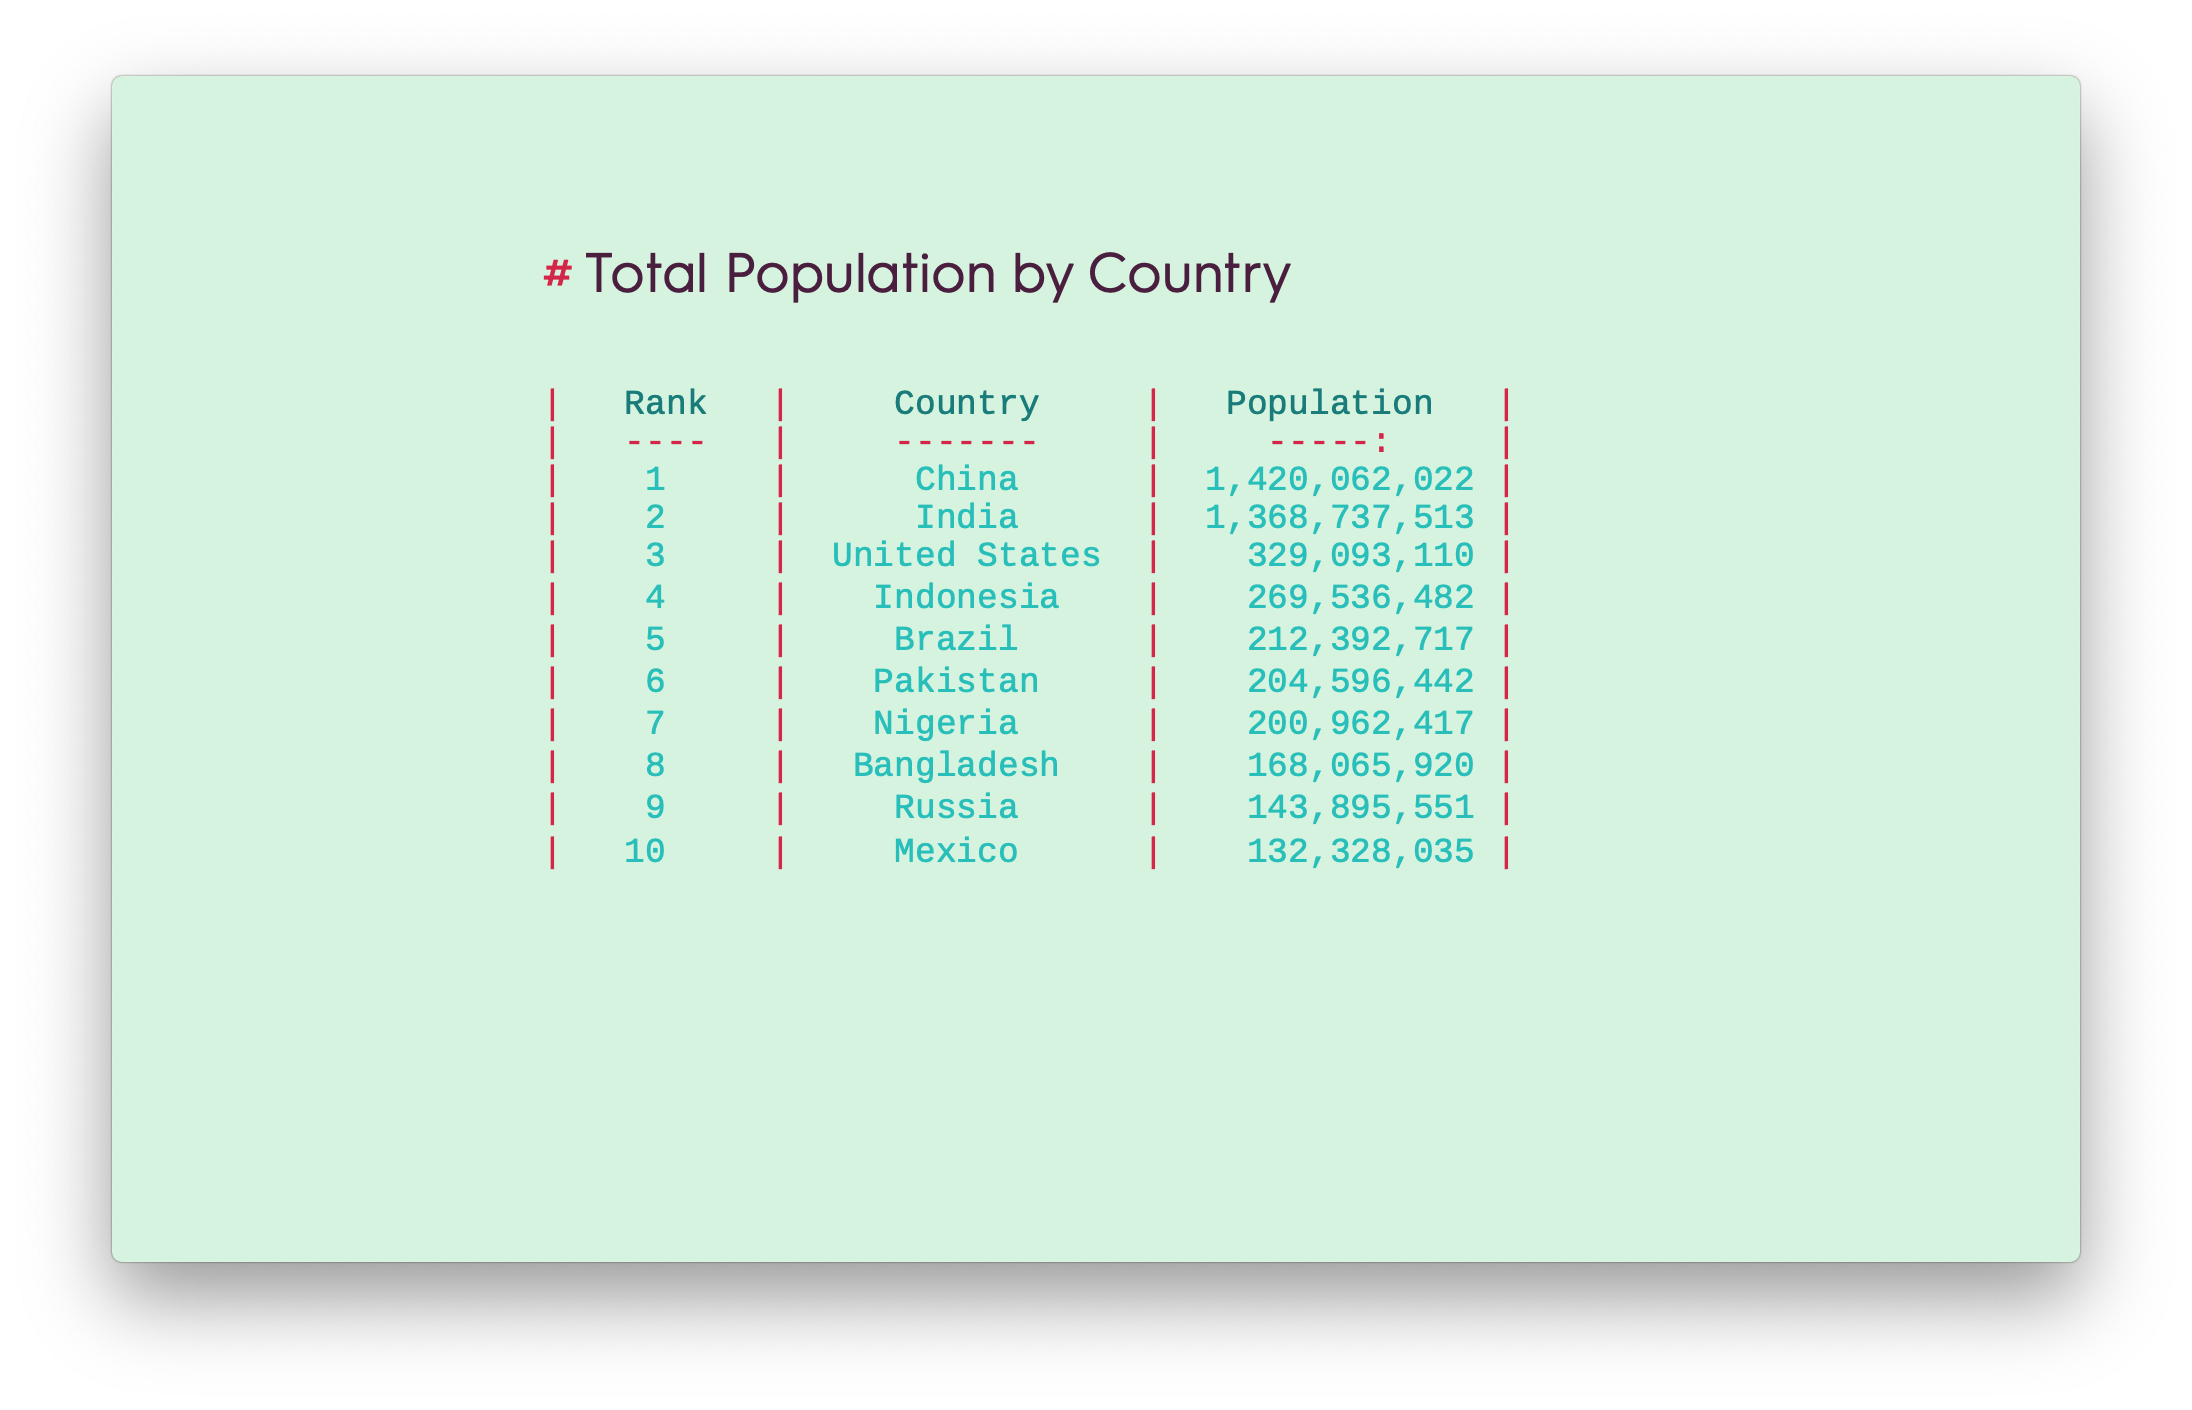 # Total Population by Country
| Rank | Country | Population |
| ---- | ------- | -----: |
| 1 | China | 1,420,062,022 |
| 2 | India | 1,368,737,513 |
| 3 | United States | 329,093,110 |
| 4 | Indonesia | 269,536,482 |
| 5 | Brazil | 212,392,717 |
| 6 | Pakistan | 204,596,442 |
| 7 | Nigeria | 200,962,417 |
| 8 | Bangladesh | 168,065,920 |
| 9 | Russia | 143,895,551 |
| 10 | Mexico | 132,328,035 |